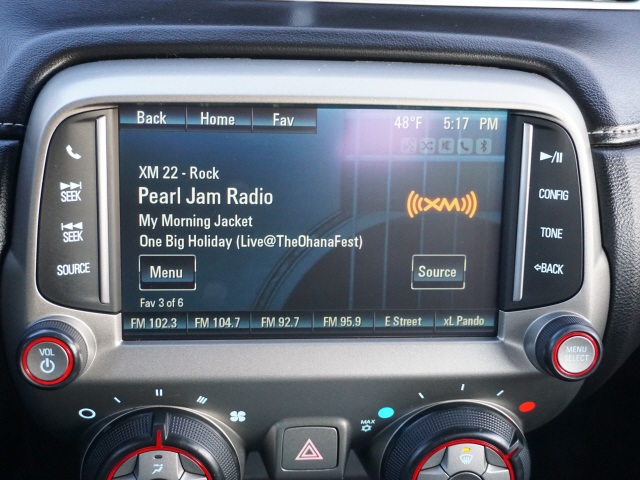 Back Home Fav 48°F 5:17 PM
XM 22 - Rock
Pearl Jam Radio
My Morning Jacket
One Big Holiday (Live@TheOhanaFest)
((XM))
Menu Source
Fav 3 of 6
FM 102.3 FM 104.7 FM 92.7 FM 95.9 E Street xL Pando
SEEK
SEEK
SOURCE
CONFIG
TONE
BACK
VOL
MENU
SELECT
MAX